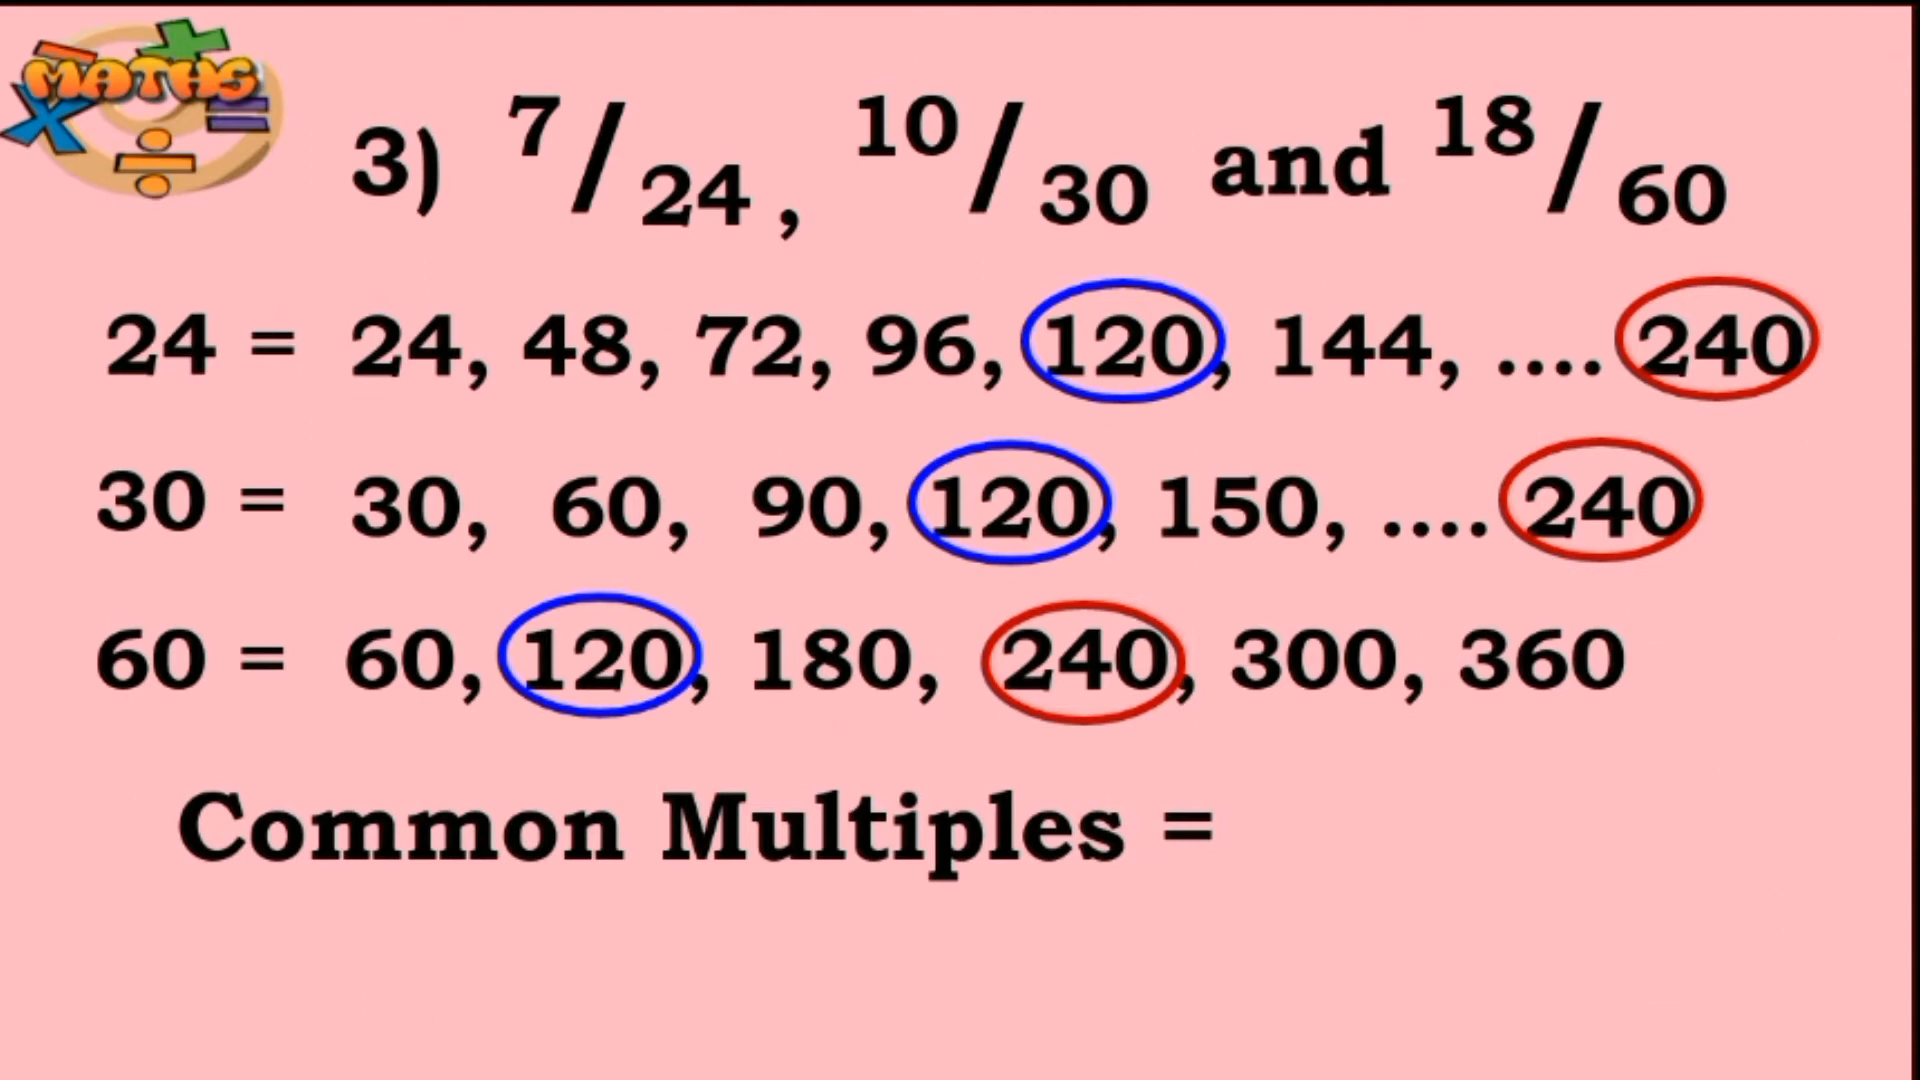 MATHS
3) 7/24 , 10/30 and 18/60
24 = 24, 48, 72, 96, 120, 144, .... 240
30 = 30, 60, 90, 120, 150, .... 240
60 = 60, 120, 180, 240, 300, 360
Common Multiples =